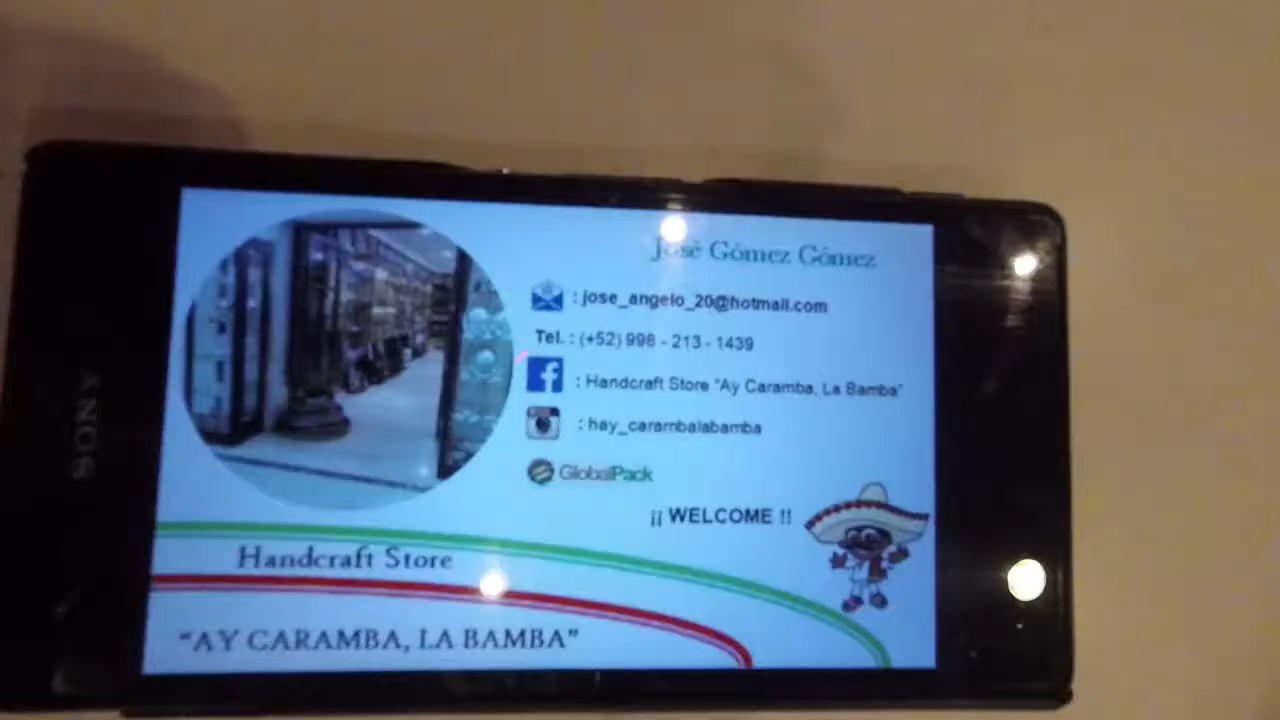 SONY
José Gómez Gómez
: jose_angelo_20@hotmail.com
Tel. : (+52) 998 - 213 - 1439
f : Handcraft Store "Ay Caramba, La Bamba"
: hay_carambalabamba
GlobalPack
¡¡ WELCOME !!
Handcraft Store
"AY CARAMBA, LA BAMBA"